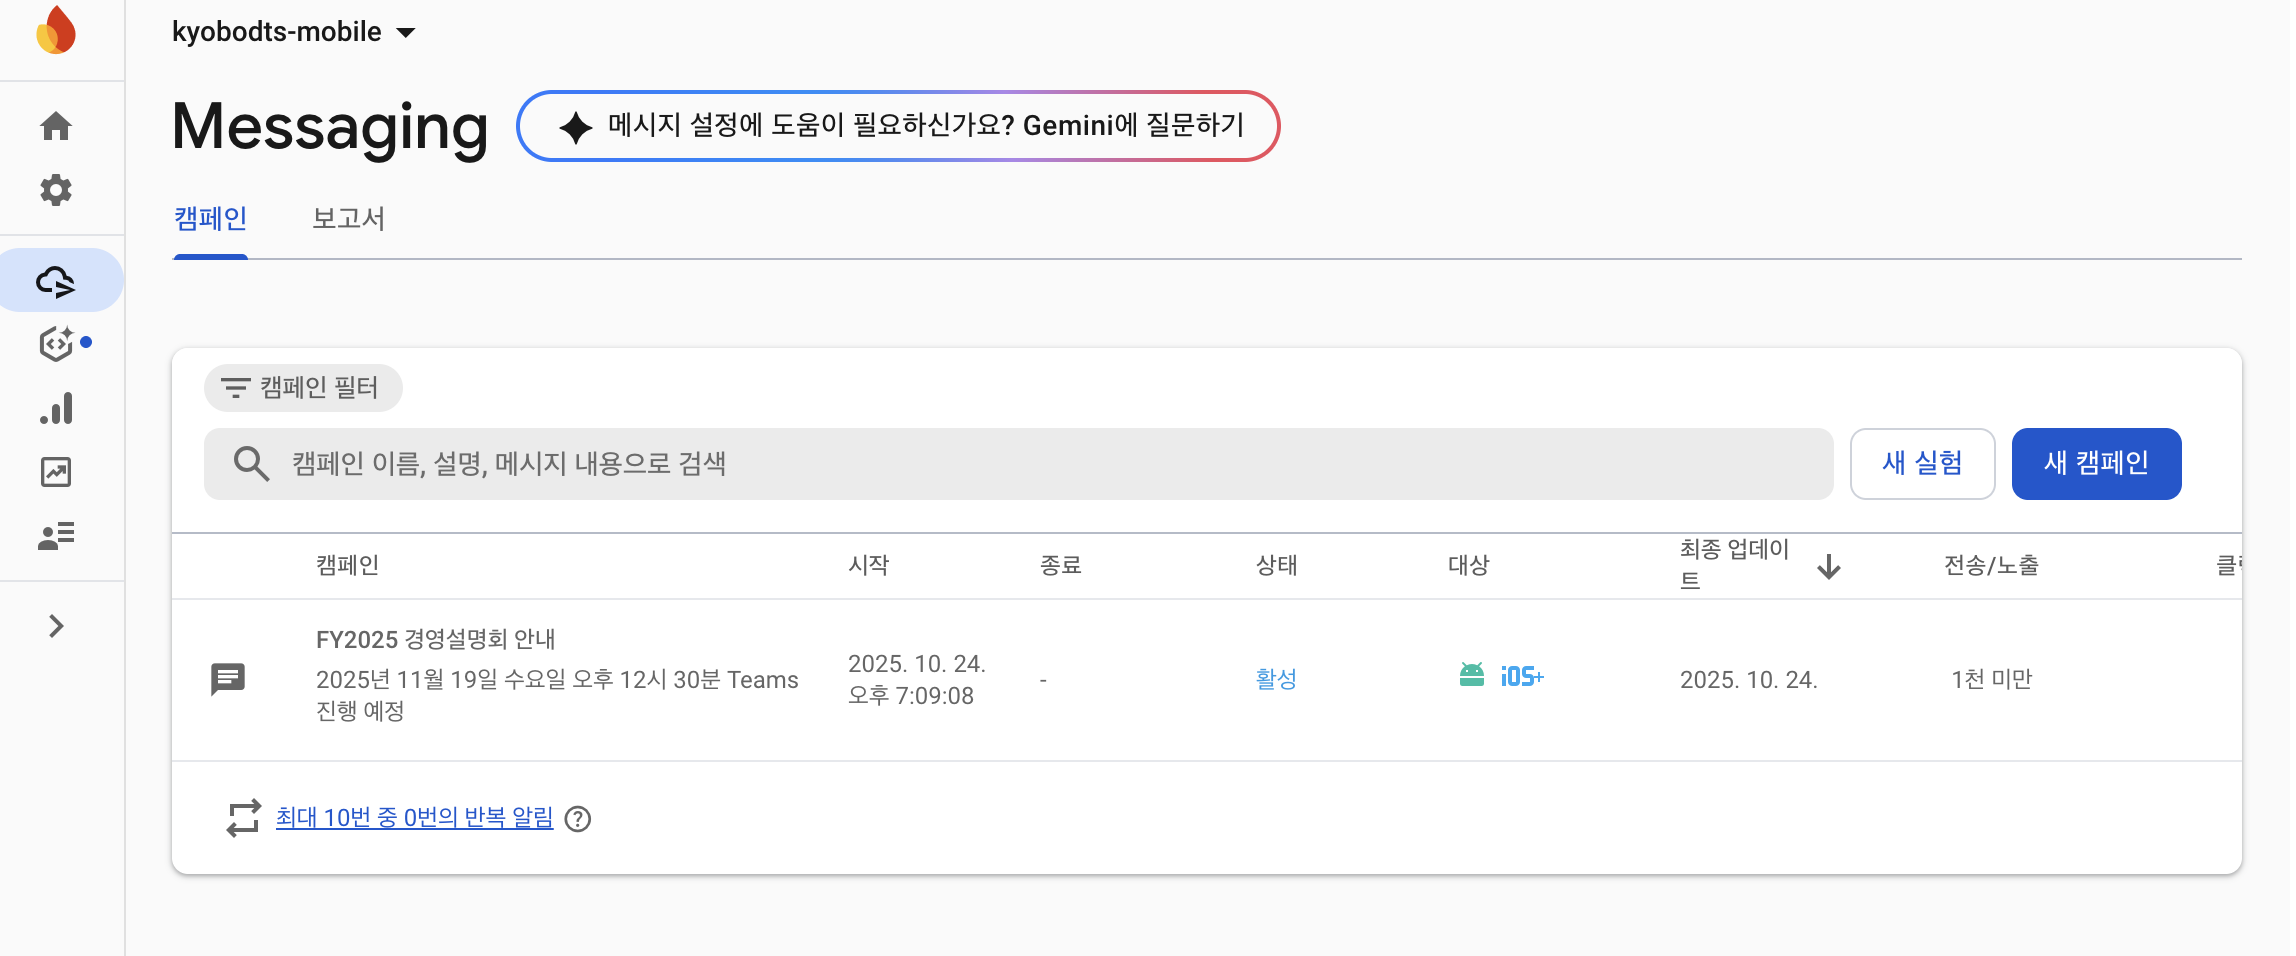 kyobodts-mobile
Messaging
메시지 설정에 도움이 필요하신가요? Gemini에 질문하기
캠페인
보고서
캠페인 필터
캠페인 이름, 설명, 메시지 내용으로 검색
새 실험
새 캠페인
캠페인
시작
종료
상태
대상
최종 업데이
트
전송/노출
FY2025 경영설명회 안내
2025년 11월 19일 수요일 오후 12시 30분 Teams
진행 예정
2025. 10. 24.
오후 7:09:08
-
활성
iOS+
2025. 10. 24.
1천 미만
최대 10번 중 0번의 반복 알림